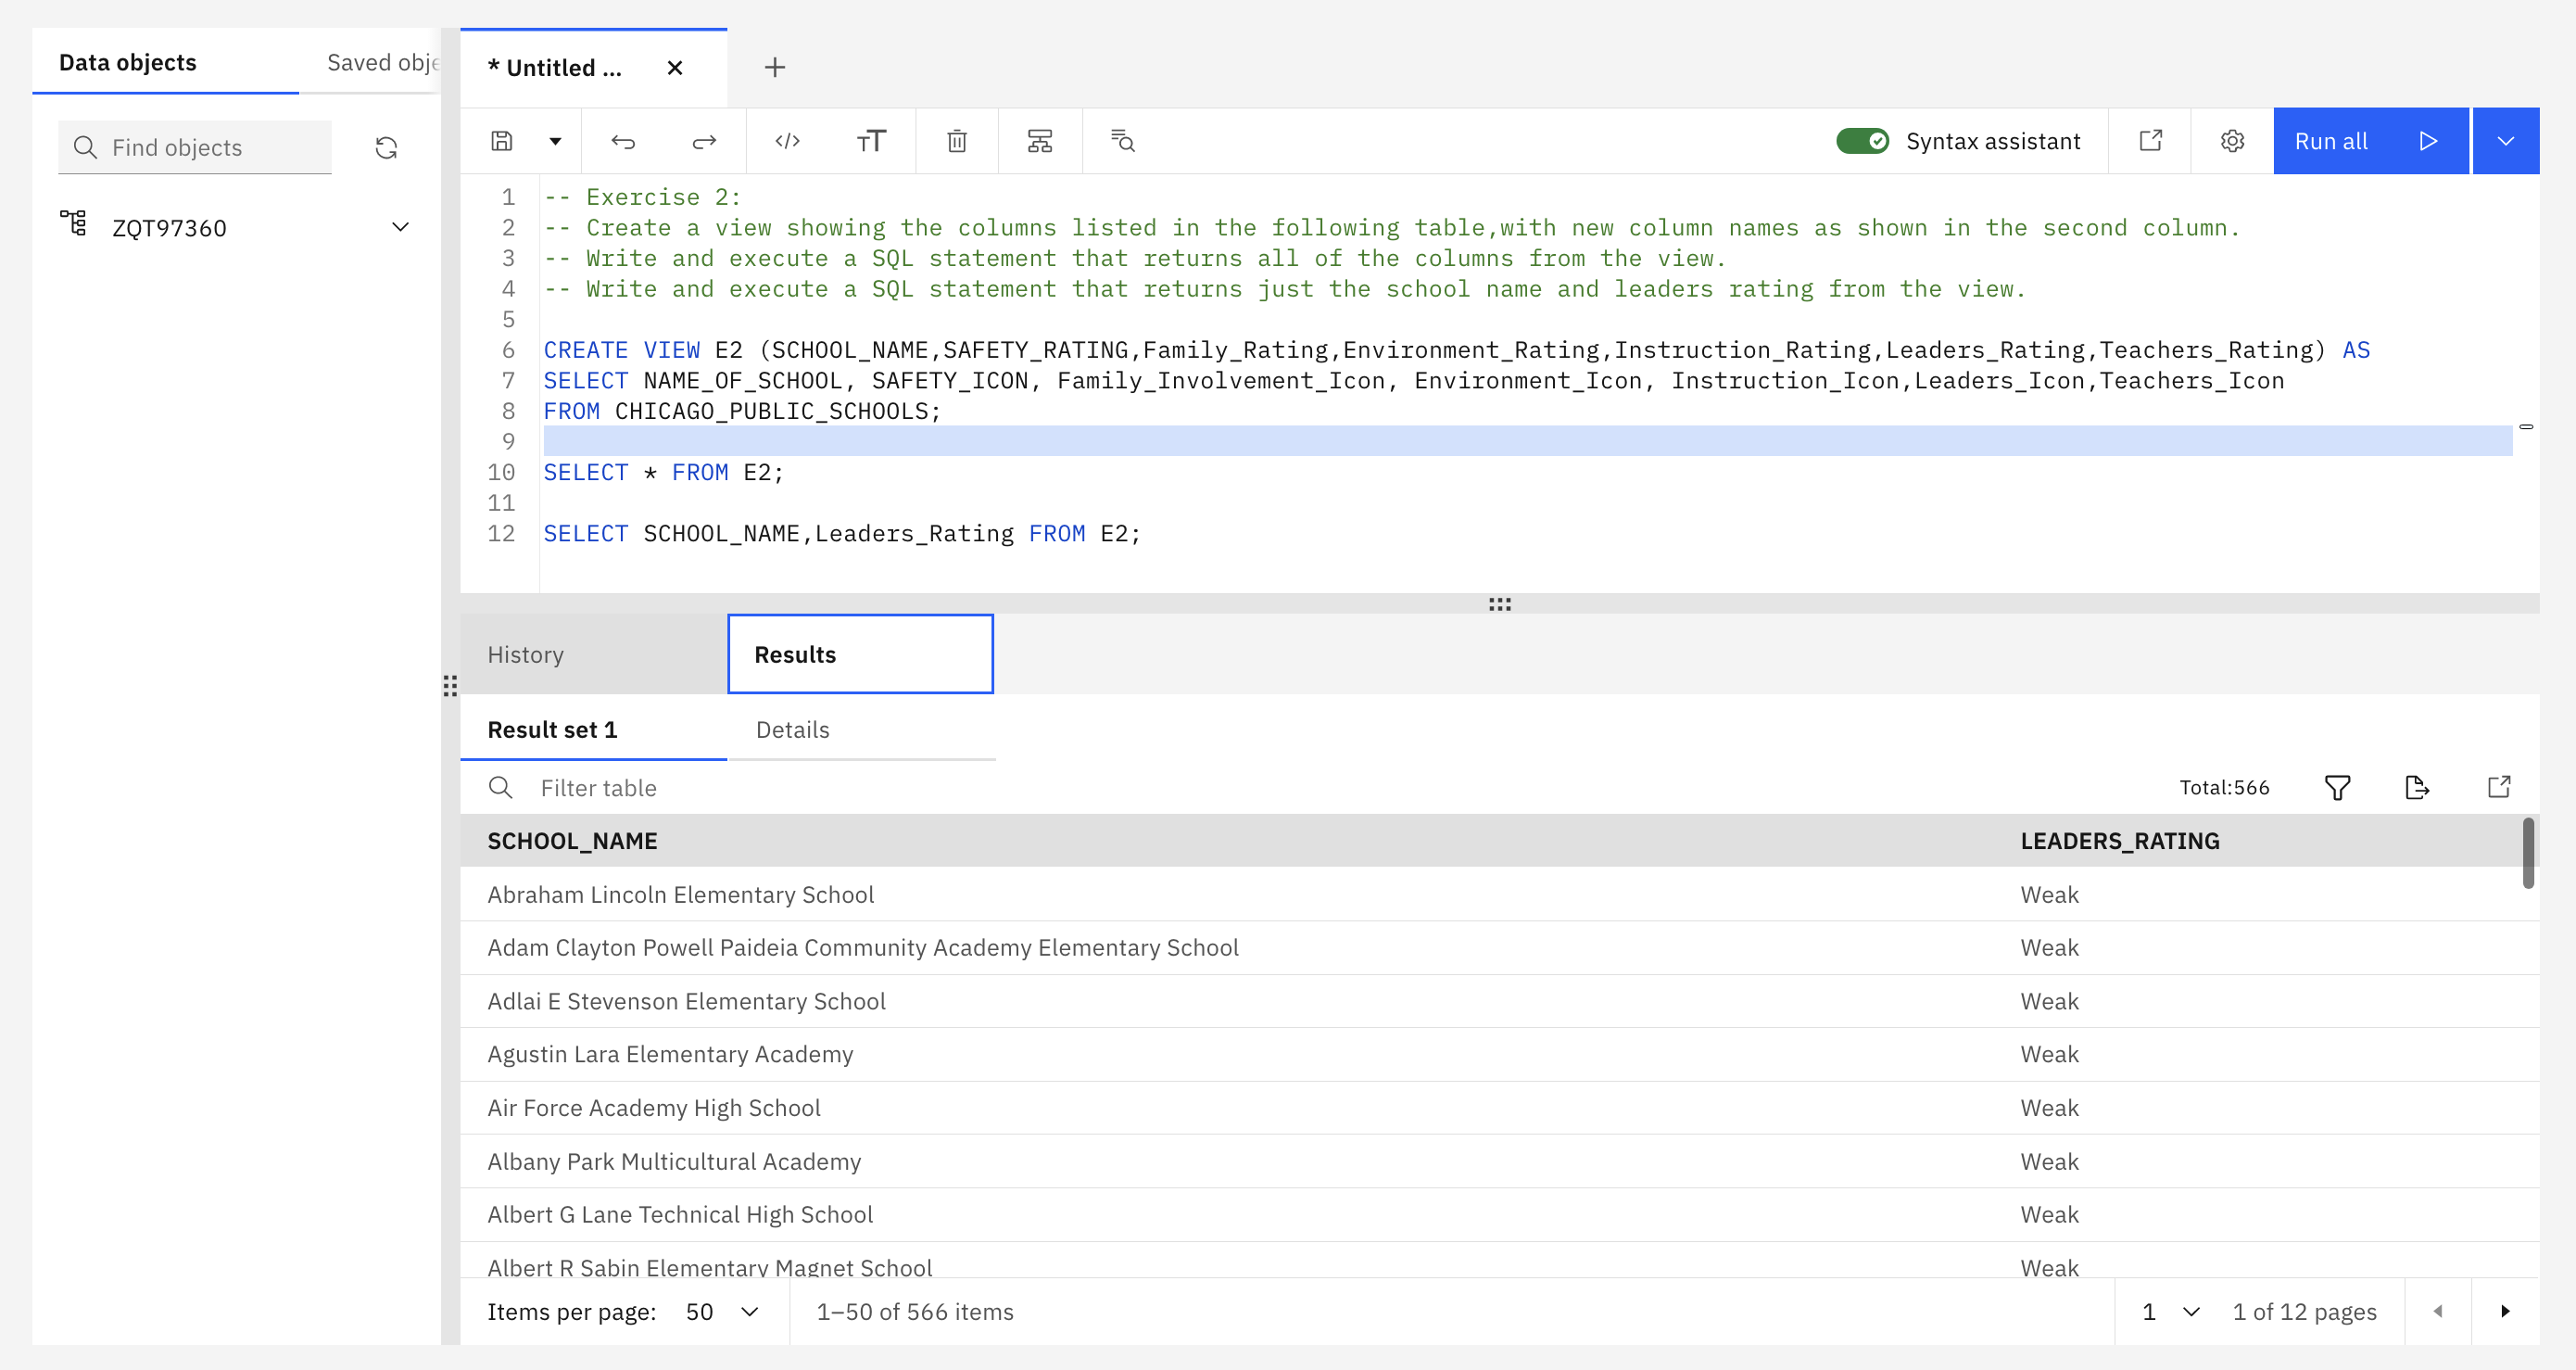 Data objects
Saved obje
Find objects
ZQT97360
* Untitled ...
Syntax assistant
Run all
1 -- Exercise 2:
2 -- Create a view showing the columns listed in the following table,with new column names as shown in the second column.
3 -- Write and execute a SQL statement that returns all of the columns from the view.
4 -- Write and execute a SQL statement that returns just the school name and leaders rating from the view.
5
6 CREATE VIEW E2 (SCHOOL_NAME,SAFETY_RATING,Family_Rating,Environment_Rating,Instruction_Rating,Leaders_Rating,Teachers_Rating) AS
7 SELECT NAME_OF_SCHOOL, SAFETY_ICON, Family_Involvement_Icon, Environment_Icon, Instruction_Icon,Leaders_Icon,Teachers_Icon
8 FROM CHICAGO_PUBLIC_SCHOOLS;
9
10 SELECT * FROM E2;
11
12 SELECT SCHOOL_NAME,Leaders_Rating FROM E2;
History Results
Result set 1 Details
Filter table Total:566
SCHOOL_NAME LEADERS_RATING
Abraham Lincoln Elementary School Weak
Adam Clayton Powell Paideia Community Academy Elementary School Weak
Adlai E Stevenson Elementary School Weak
Agustin Lara Elementary Academy Weak
Air Force Academy High School Weak
Albany Park Multicultural Academy Weak
Albert G Lane Technical High School Weak
Albert R Sabin Elementary Magnet School Weak
Items per page: 50 1–50 of 566 items 1 1 of 12 pages